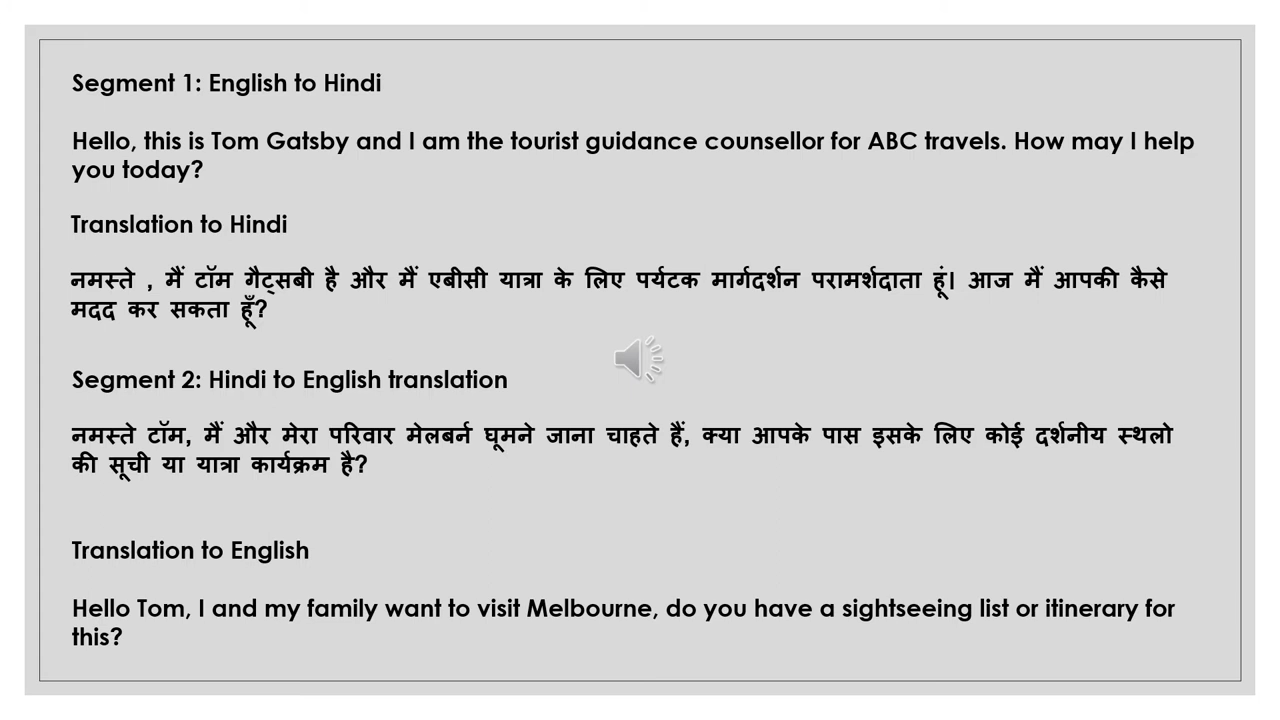 Segment 1: English to Hindi
Hello, this is Tom Gatsby and I am the tourist guidance counsellor for ABC travels. How may I help
you today?
Translation to Hindi
नमस्ते , मैं टॉम गैट्सबी है और मैं एबीसी यात्रा के लिए पर्यटक मार्गदर्शन परामर्शदाता हूं। आज मैं आपकी कैसे
मदद कर सकता हूँ?
Segment 2: Hindi to English translation
नमस्ते टॉम, मैं और मेरा परिवार मेलबर्न घूमने जाना चाहते हैं, क्या आपके पास इसके लिए कोई दर्शनीय स्थलो
की सूची या यात्रा कार्यक्रम है?
Translation to English
Hello Tom, I and my family want to visit Melbourne, do you have a sightseeing list or itinerary for
this?